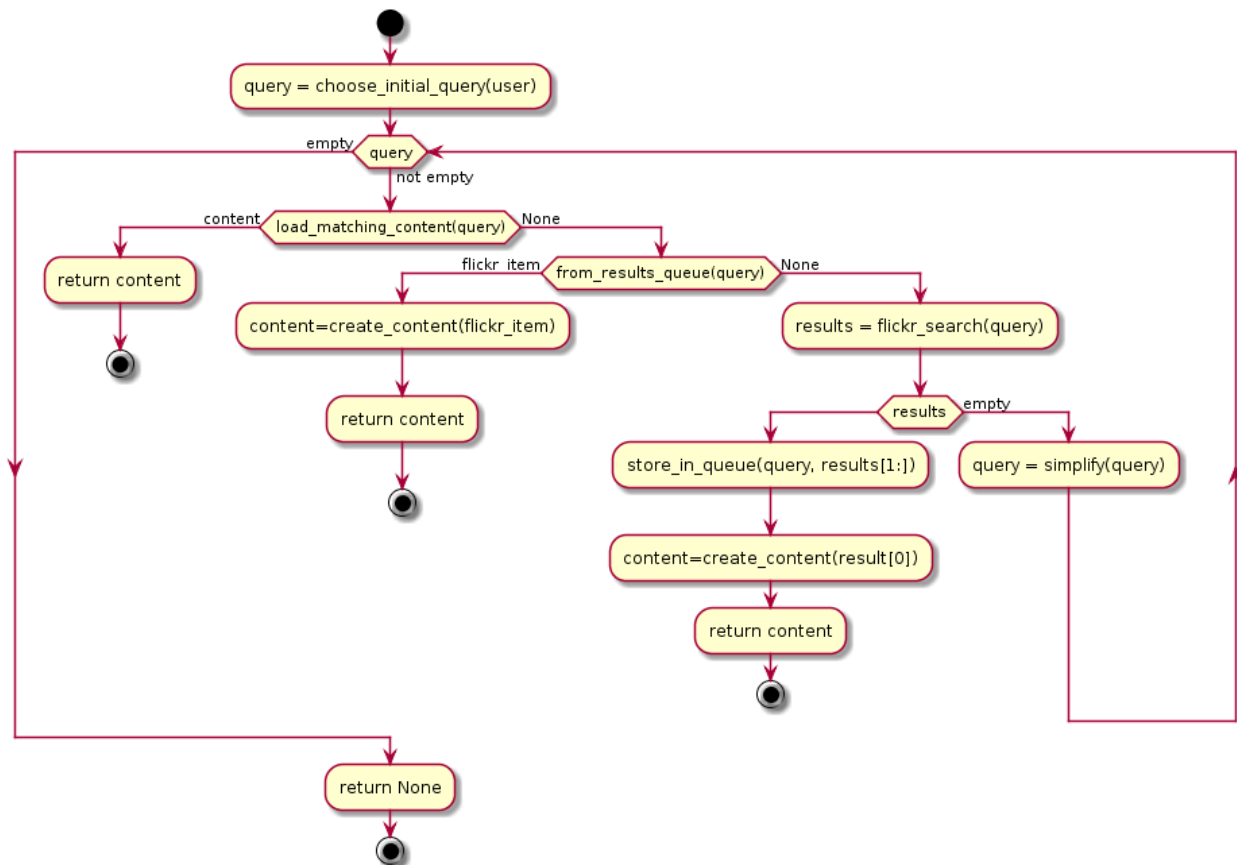 query = choose_initial_query(user)
empty
query
not empty
content
load_matching_content(query)
None
flickr_item
from_results_queue(query)
None
return content
content=create_content(flickr_item)
results = flickr_search(query)
return content
results
empty
store_in_queue(query, results[1:])
query = simplify(query)
content=create_content(result[0])
return content
return None